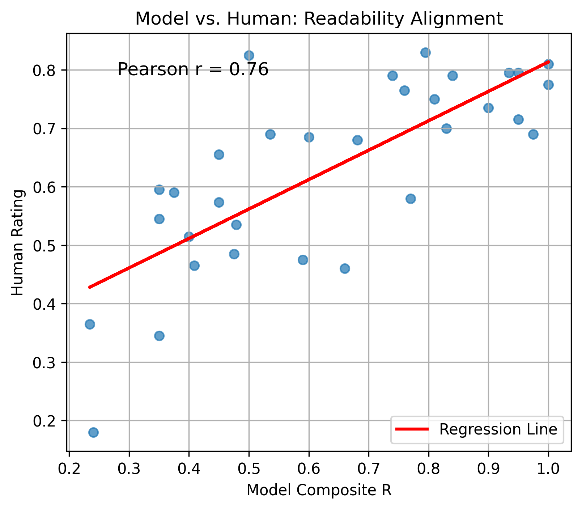 Model vs. Human: Readability Alignment
Pearson r = 0.76
Human Rating
0.8
0.7
0.6
0.5
0.4
0.3
0.2
Regression Line
0.2 0.3 0.4 0.5 0.6 0.7 0.8 0.9 1.0
Model Composite R